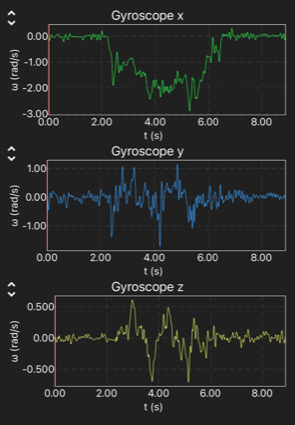 Gyroscope x
0.00
-1.00
-2.00
-3.00
ω (rad/s)
0.00 2.00 4.00 6.00 8.00
t (s)
Gyroscope y
1.00
0.00
-1.00
ω (rad/s)
0.00 2.00 4.00 6.00 8.00
t (s)
Gyroscope z
0.500
0.00
-0.500
ω (rad/s)
0.00 2.00 4.00 6.00 8.00
t (s)